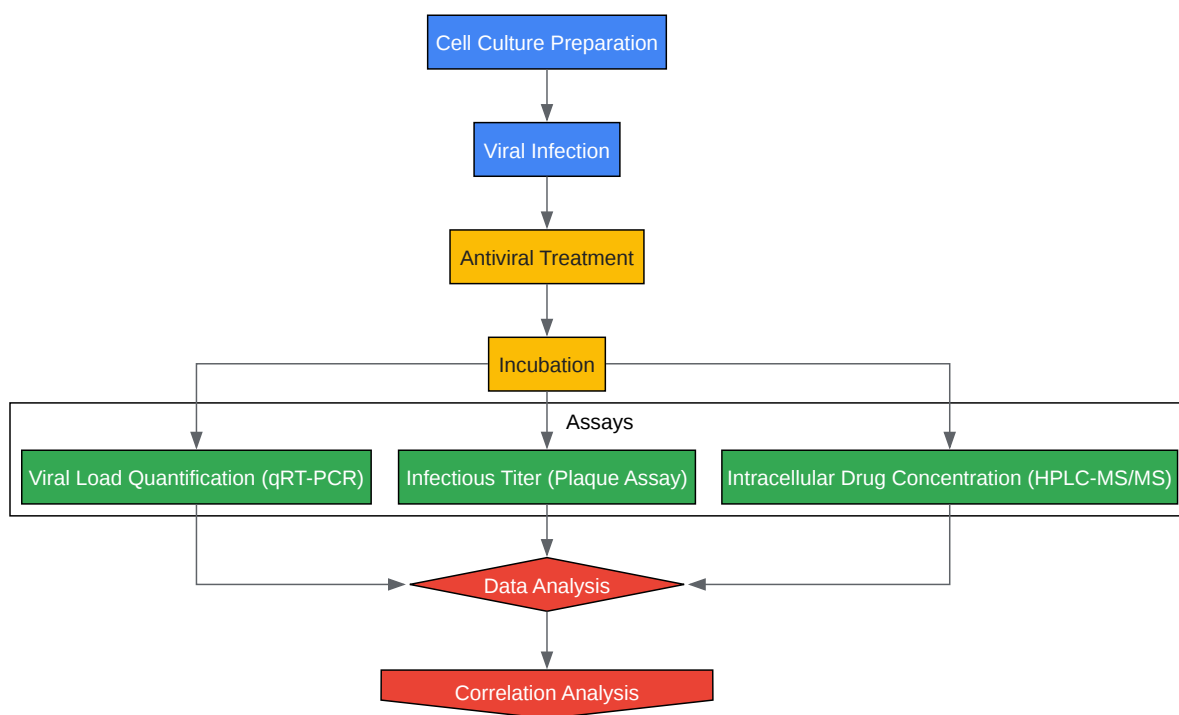 Cell Culture Preparation
Viral Infection
Antiviral Treatment
Incubation
Assays
Viral Load Quantification (qRT-PCR)
Infectious Titer (Plaque Assay)
Intracellular Drug Concentration (HPLC-MS/MS)
Data Analysis
Correlation Analysis